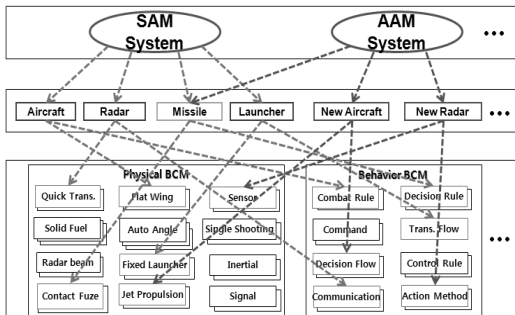 SAM
System
AAM
System
...
Aircraft Radar Missile Launcher New Aircraft New Radar ...
Physical BCM Behavior BCM
Quick Trans. Flat Wing Sensor Combat Rule Decision Rule
Solid Fuel Auto Angle Single Shooting Command Trans. Flow ...
Radar beam Fixed Launcher Inertial Decision Flow Control Rule
Contact Fuze Jet Propulsion Signal Communication Action Method